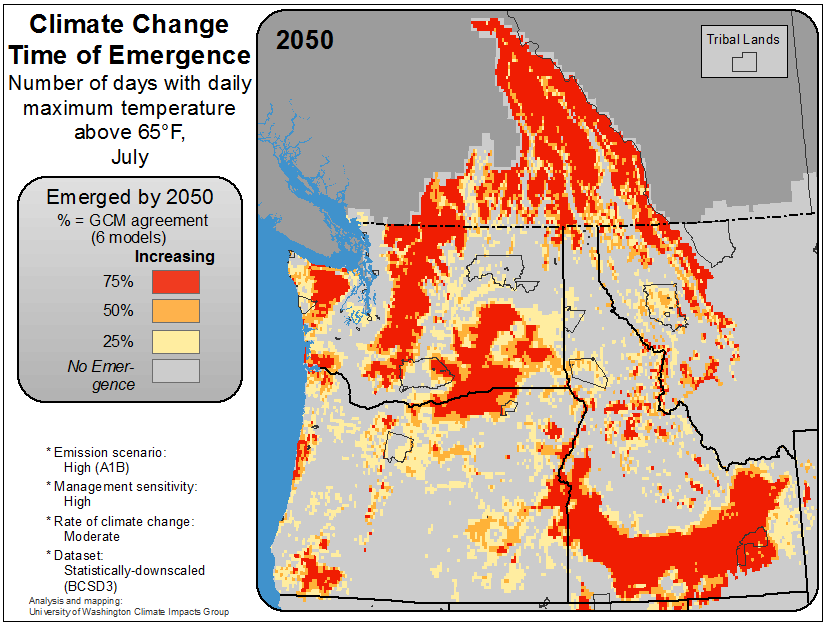 Climate Change
Time of Emergence
Number of days with daily
maximum temperature
above 65°F,
July
Emerged by 2050
% = GCM agreement
(6 models)
Increasing
75%
50%
25%
No Emer-
gence
* Emission scenario:
High (A1B)
* Management sensitivity:
High
* Rate of climate change:
Moderate
* Dataset:
Statistically-downscaled
(BCSD3)
Analysis and mapping:
University of Washington Climate Impacts Group
2050
Tribal Lands